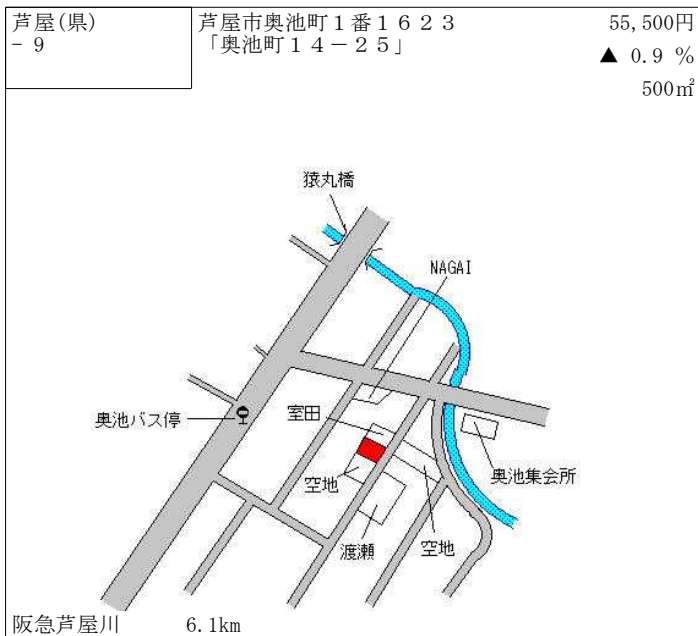 芦屋(県)
- 9
芦屋市奥池町１番１６２３
「奥池町１４－２５」
55,500円
▲ 0.9 %
500㎡
猿丸橋
NAGAI
室田
奥池バス停
空地
奥池集会所
渡瀬
空地
阪急芦屋川 6.1km